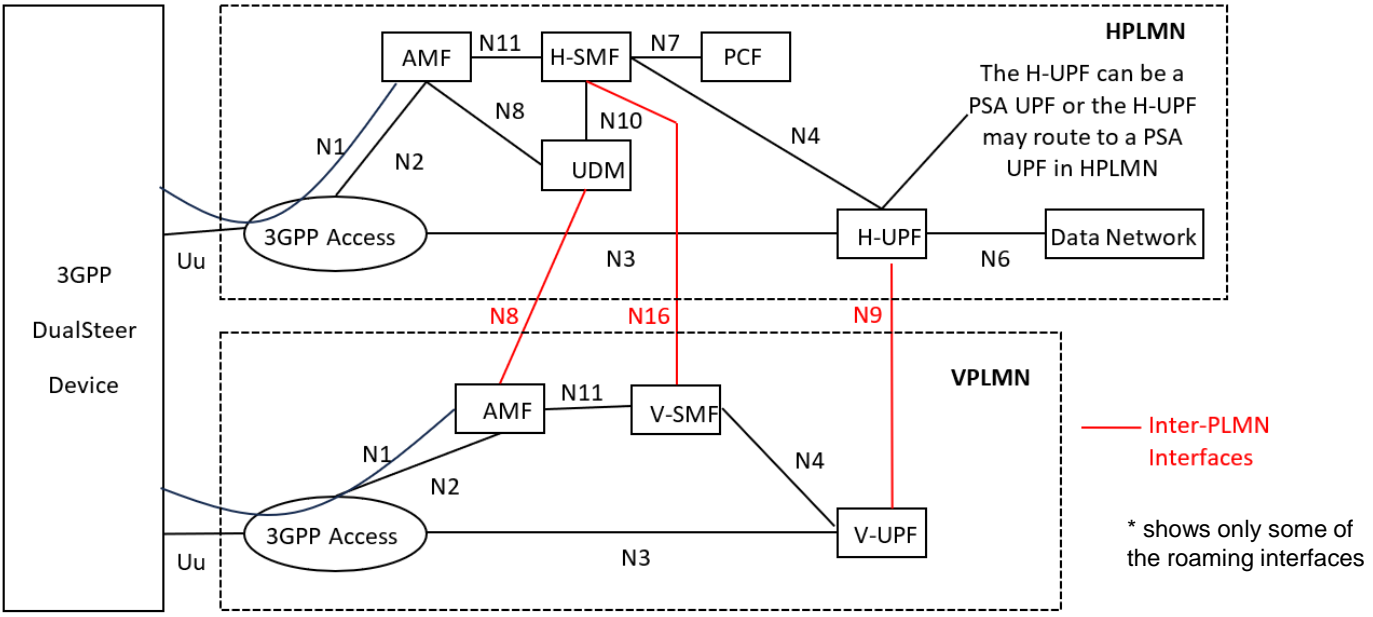 HPLMN
AMF
N11
H-SMF
N7
PCF
The H-UPF can be a
PSA UPF or the H-UPF
may route to a PSA
UPF in HPLMN
N8
N10
N4
N1
N2
UDM
3GPP Access
H-UPF
Data Network
Uu
N3
N6
3GPP
DualSteer
Device
N8
N16
N9
VPLMN
AMF
N11
V-SMF
N1
N2
N4
Inter-PLMN
Interfaces
3GPP Access
V-UPF
Uu
N3
* shows only some of
the roaming interfaces